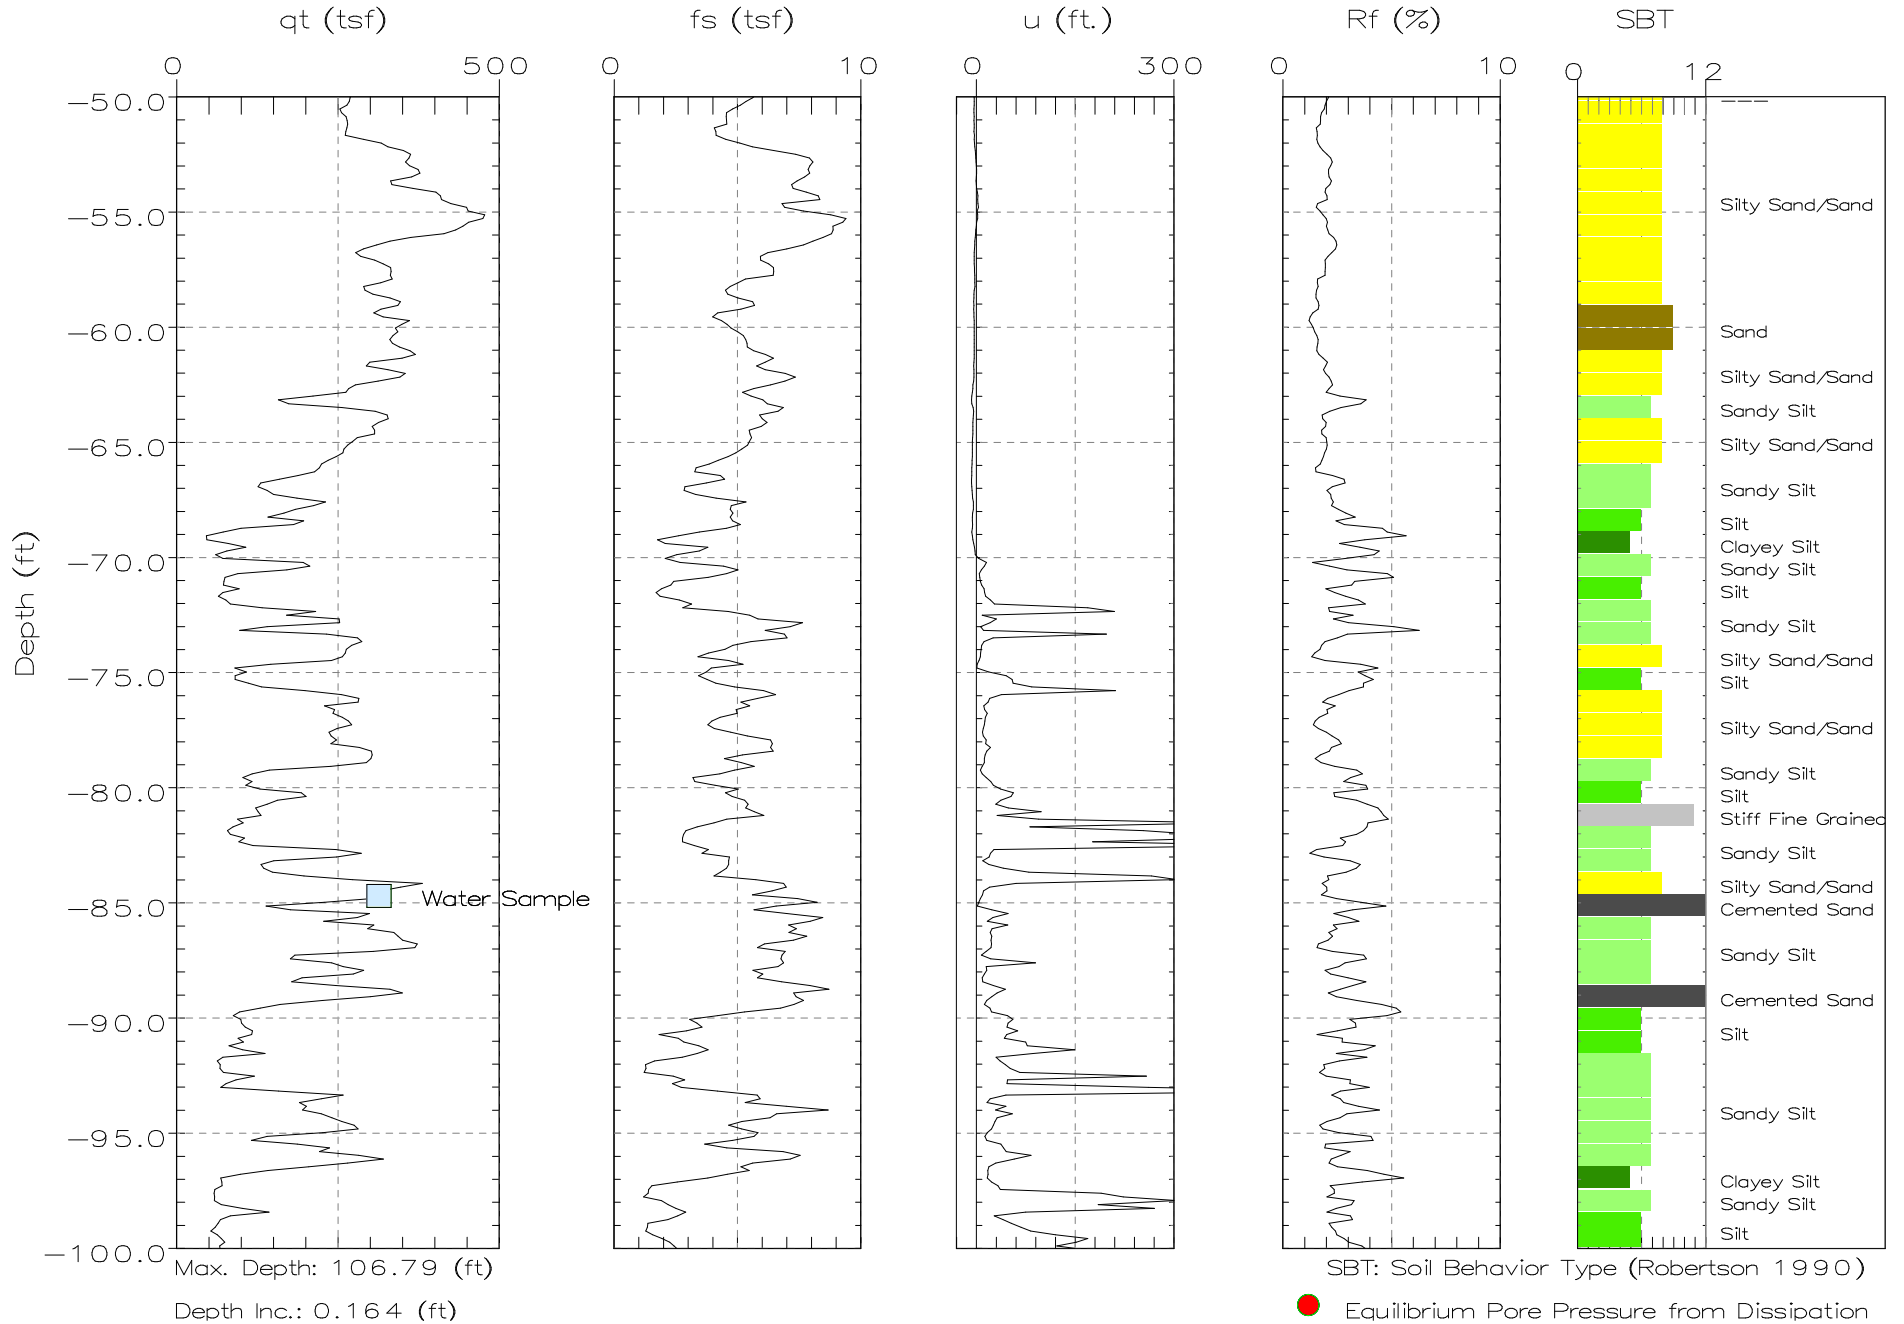 qt (tsf) fs (tsf) u (ft.) Rf (%) SBT
0 500 0 10 0 300 0 10 0 12
-50.0
Silty Sand/Sand
-55.0
-60.0 Sand
Silty Sand/Sand
Sandy Silt
-65.0 Silty Sand/Sand
Sandy Silt
Silt
Clayey Silt
-70.0 Sandy Silt
Silt
Sandy Silt
Silty Sand/Sand
-75.0 Silt
Silty Sand/Sand
Sandy Silt
-80.0 Silt
Stiff Fine Grained
Sandy Silt
Silty Sand/Sand
Water Sample
-85.0 Cemented Sand
Sandy Silt
Cemented Sand
-90.0 Silt
Sandy Silt
-95.0
Clayey Silt
Sandy Silt
Silt
-100.0
Depth (ft)
Max. Depth: 106.79 (ft) SBT: Soil Behavior Type (Robertson 1990)
Depth Inc.: 0.164 (ft) Equilibrium Pore Pressure from Dissipation